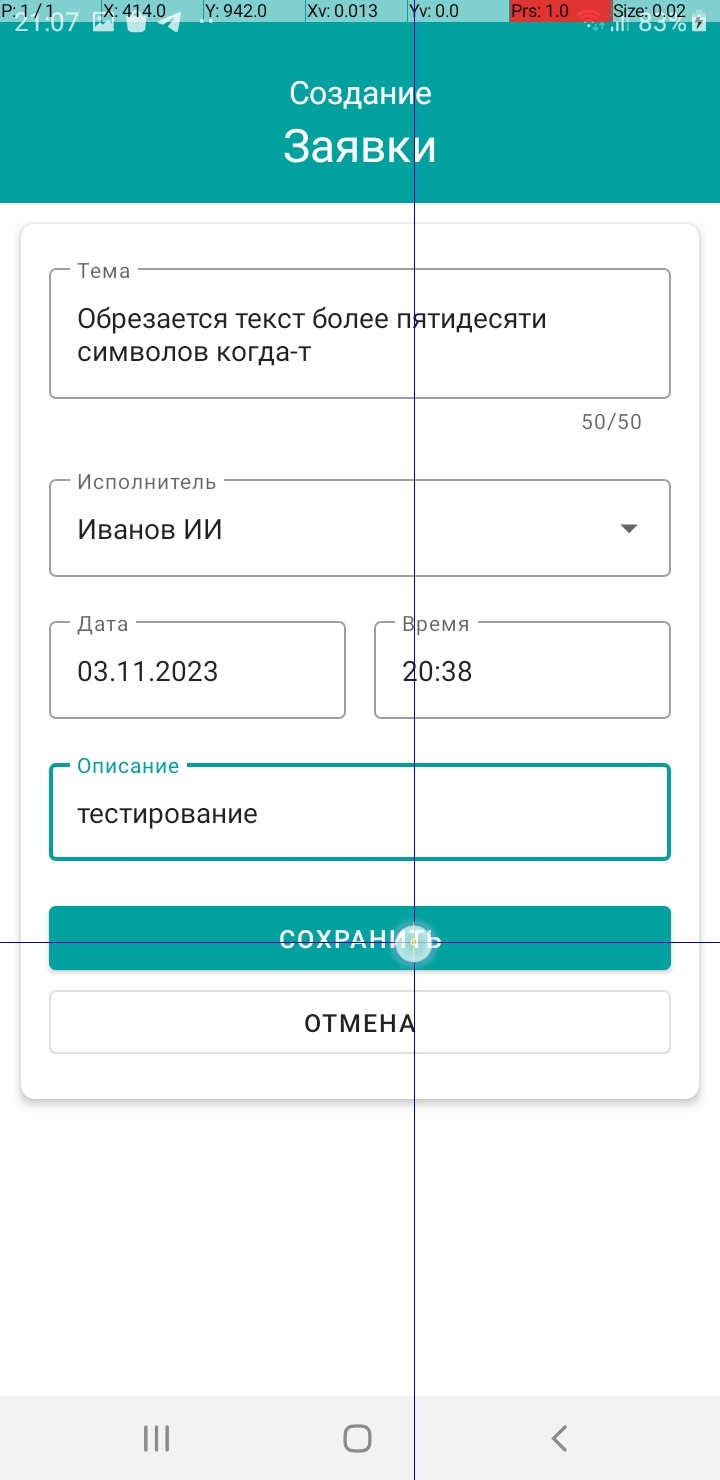 P: 1 / 1 X: 414.0 Y: 942.0 Xv: 0.013 Yv: 0.0 Prs: 1.0 Size: 0.02
21:07 83%
Создание
Заявки
Тема
Обрезается текст более пятидесяти
символов когда-т
50/50
Исполнитель
Иванов ИИ
Дата
Время
03.11.2023
20:38
Описание
тестирование
СОХРАНИТЬ
ОТМЕНА